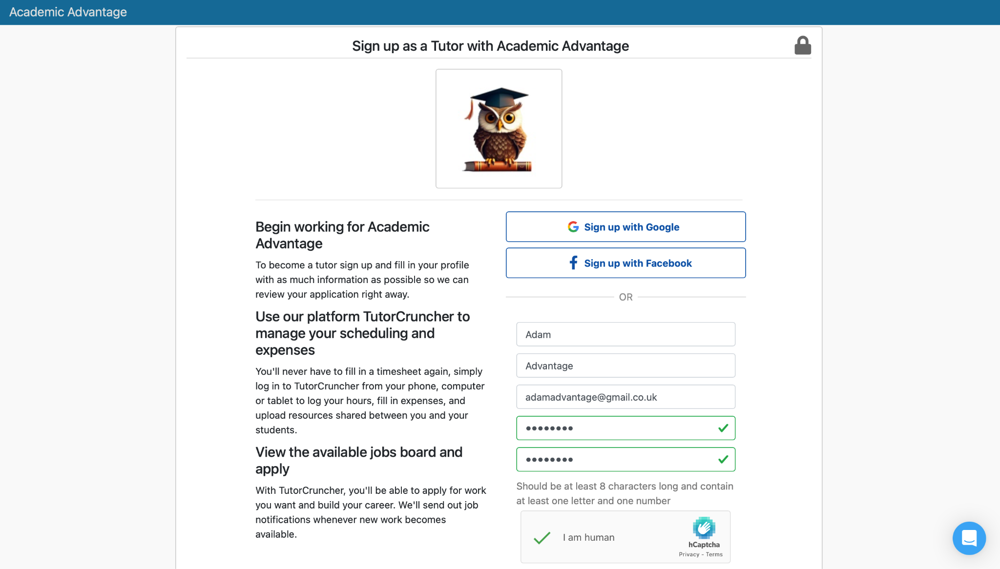 Academic Advantage
Sign up as a Tutor with Academic Advantage
Begin working for Academic
Advantage
To become a tutor sign up and fill in your profile
with as much information as possible so we can
review your application right away.
Use our platform TutorCruncher to
manage your scheduling and
expenses
You'll never have to fill in a timesheet again, simply
log in to TutorCruncher from your phone, computer
or tablet to log your hours, fill in expenses, and
upload resources shared between you and your
students.
View the available jobs board and
apply
With TutorCruncher, you'll be able to apply for work
you want and build your career. We'll send out job
notifications whenever new work becomes
available.
Sign up with Google
Sign up with Facebook
OR
Adam
Advantage
adamadvantage@gmail.co.uk
••••••••
••••••••
Should be at least 8 characters long and contain
at least one letter and one number
I am human
hCaptcha
Privacy - Terms